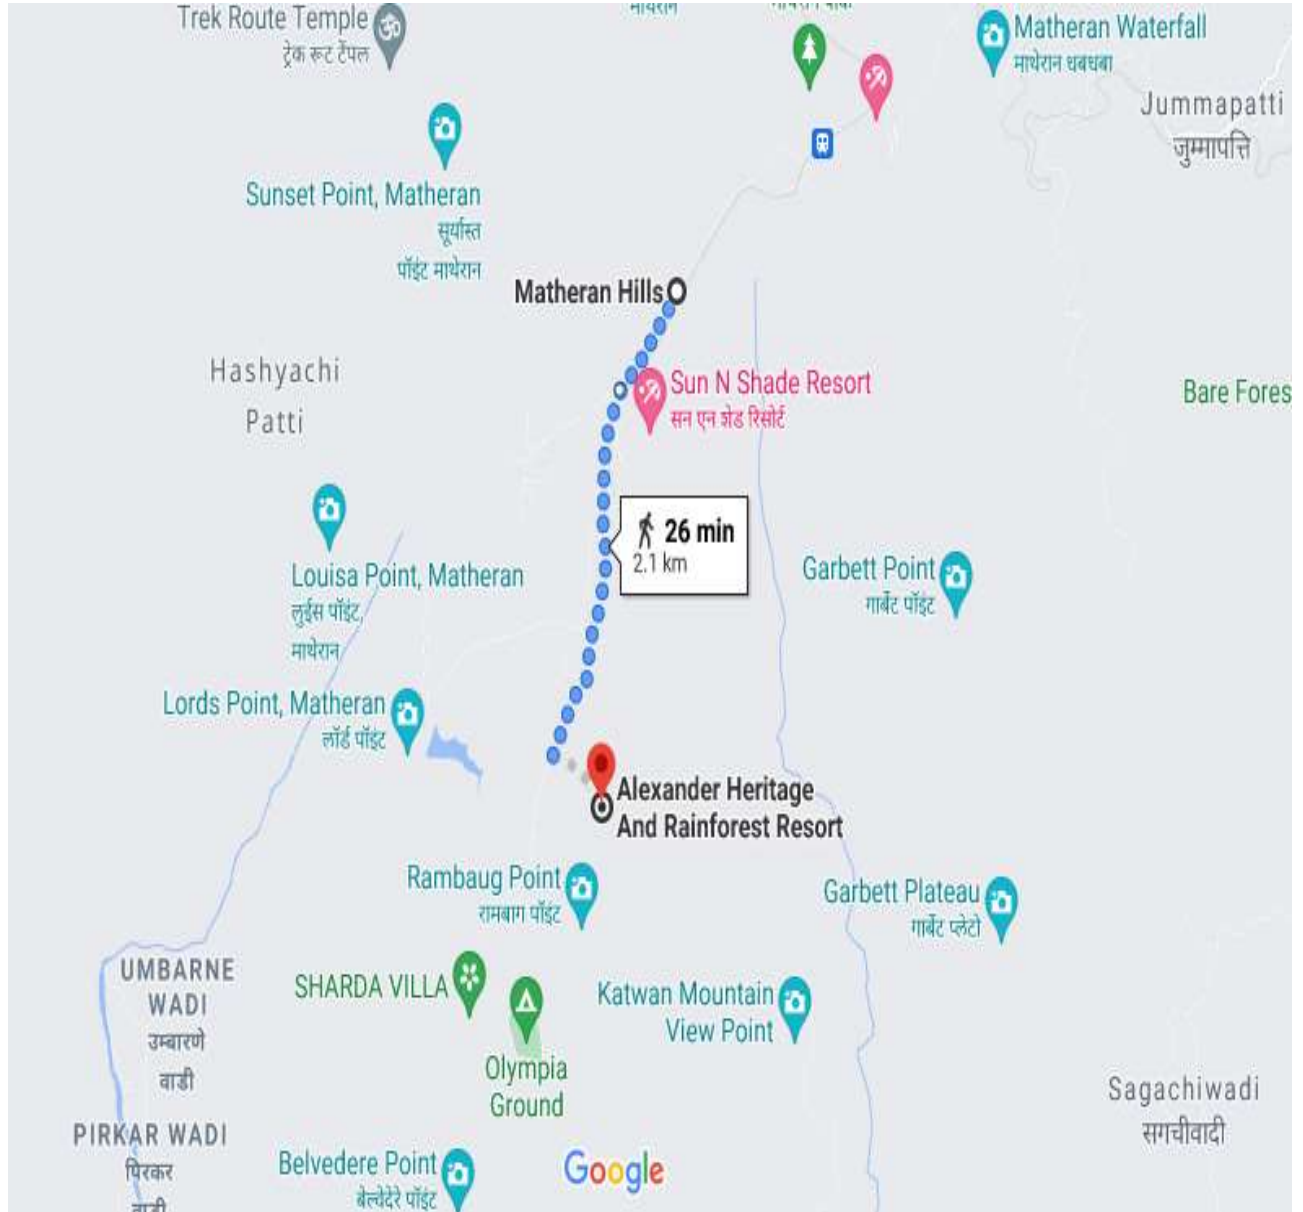 Trek Route Temple
ट्रेक रूट टेंपल
माथेरान
Matheran Waterfall
माथेरान धबधबा
Jummapatti
जुम्मापत्ति
Sunset Point, Matheran
सूर्यास्त
पॉइंट माथेरान
Matheran Hills
Hashyachi
Patti
Sun N Shade Resort
सन एन शेड रिसोर्ट
Bare Fores
26 min
2.1 km
Louisa Point, Matheran
लुईस पॉइंट,
माथेरान
Garbett Point
गार्बेट पॉइंट
Lords Point, Matheran
लॉर्ड पॉइंट
Alexander Heritage
And Rainforest Resort
Rambaug Point
रामबाग पॉइंट
Garbett Plateau
गार्बेट प्लेटो
UMBARNE
WADI
उम्बारणे
वाडी
SHARDA VILLA
Katwan Mountain
View Point
Olympia
Ground
Sagachiwadi
सगचीवादी
PIRKAR WADI
पिरकर
वाडी
Belvedere Point
बेल्वेदेरे पॉइंट
Google